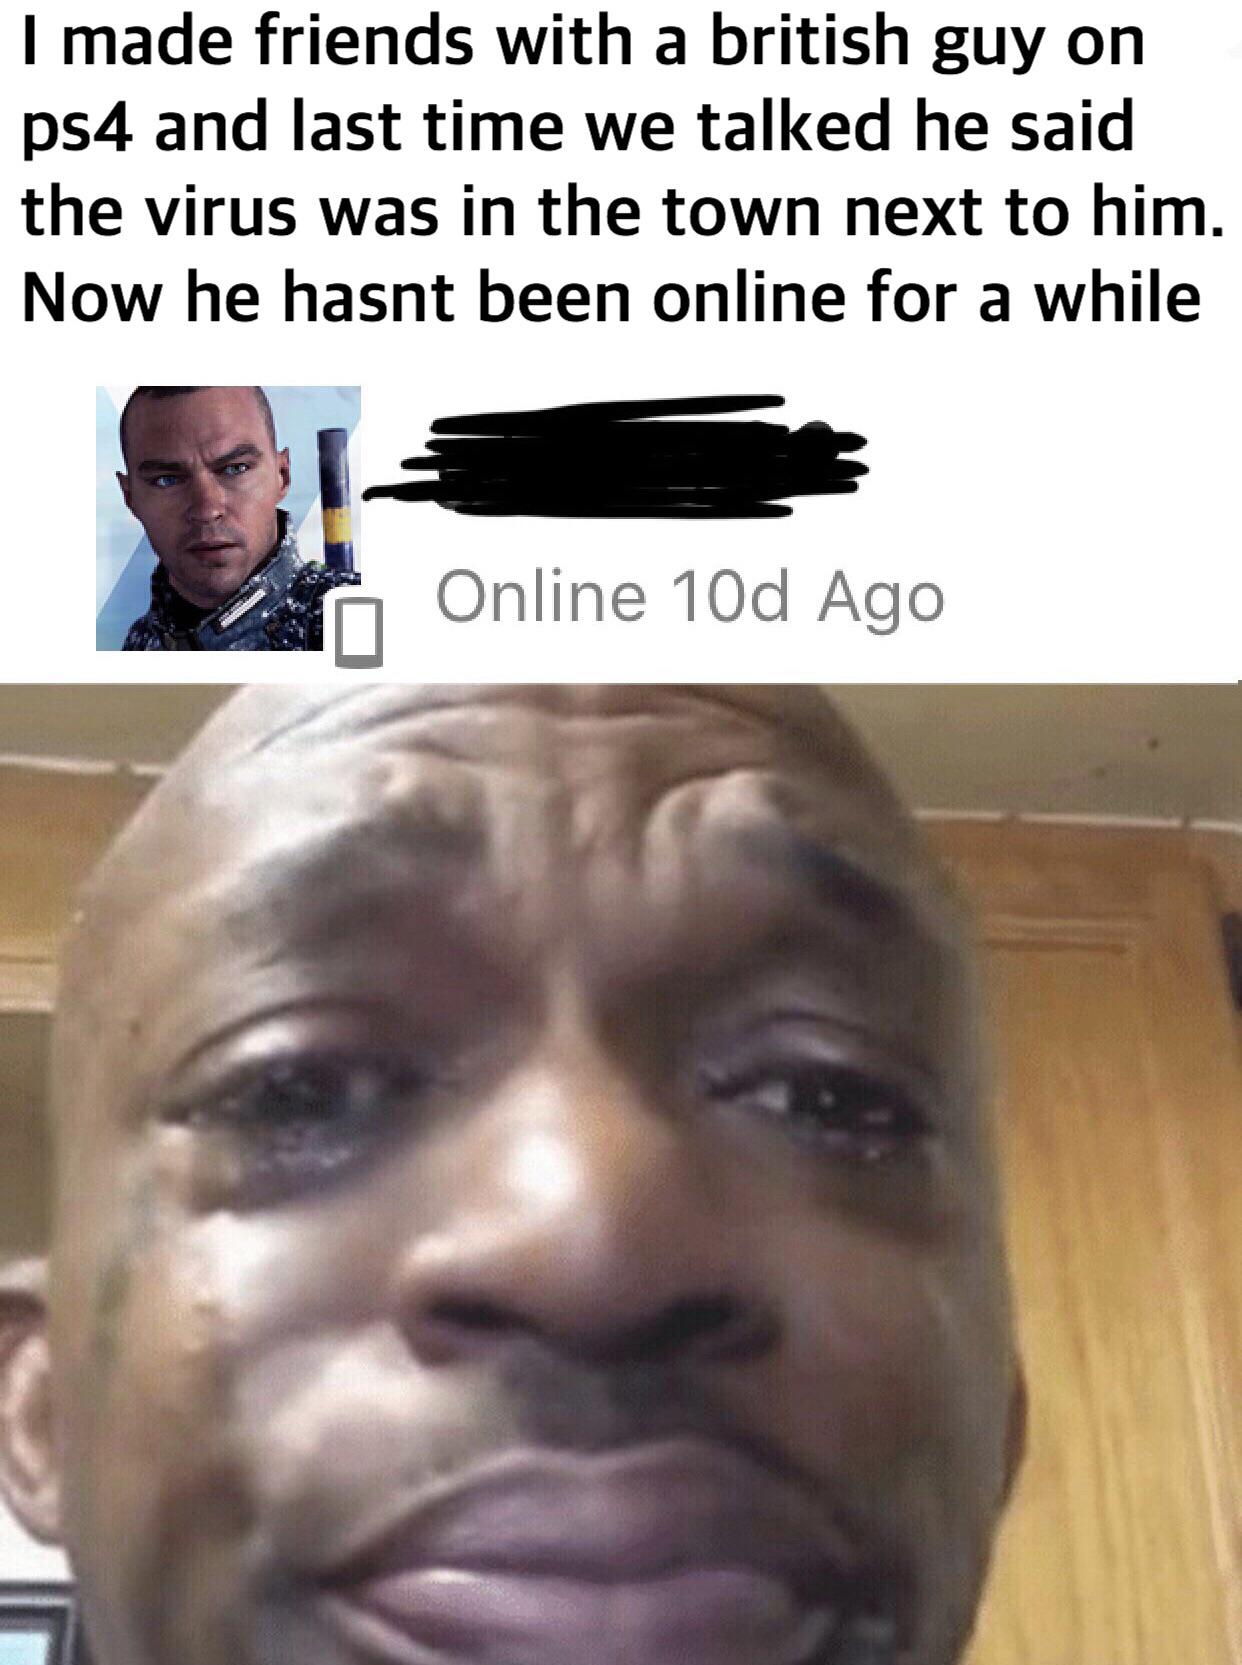 I made friends with a british guy on
ps4 and last time we talked he said
the virus was in the town next to him.
Now he hasnt been online for a while
Online 10d Ago